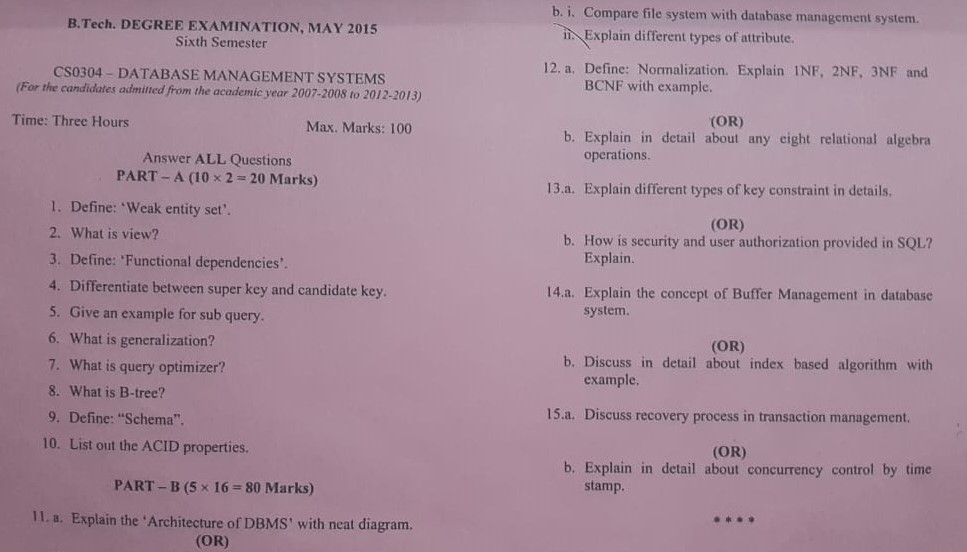 B.Tech. DEGREE EXAMINATION, MAY 2015
Sixth Semester
CS0304 – DATABASE MANAGEMENT SYSTEMS
(For the candidates admitted from the academic year 2007-2008 to 2012-2013)
Time: Three Hours Max. Marks: 100
Answer ALL Questions
PART – A (10 × 2 = 20 Marks)
1. Define: ‘Weak entity set’.
2. What is view?
3. Define: ‘Functional dependencies’.
4. Differentiate between super key and candidate key.
5. Give an example for sub query.
6. What is generalization?
7. What is query optimizer?
8. What is B-tree?
9. Define: “Schema”.
10. List out the ACID properties.
PART – B (5 × 16 = 80 Marks)
11. a. Explain the ‘Architecture of DBMS’ with neat diagram.
(OR)
b. i. Compare file system with database management system.
ii. Explain different types of attribute.
12. a. Define: Normalization. Explain 1NF, 2NF, 3NF and
BCNF with example.
(OR)
b. Explain in detail about any eight relational algebra
operations.
13.a. Explain different types of key constraint in details.
(OR)
b. How is security and user authorization provided in SQL?
Explain.
14.a. Explain the concept of Buffer Management in database
system.
(OR)
b. Discuss in detail about index based algorithm with
example.
15.a. Discuss recovery process in transaction management.
(OR)
b. Explain in detail about concurrency control by time
stamp.
* * * *